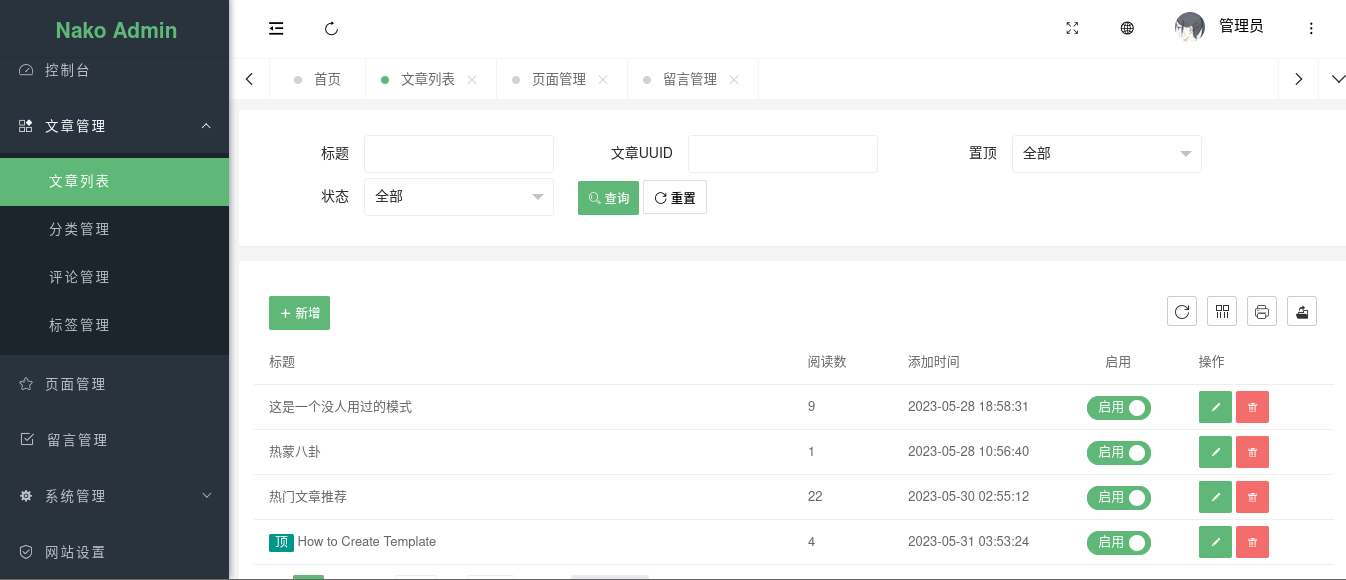 Nako Admin
管理员
控制台
首页
文章列表
页面管理
留言管理
文章管理
文章列表
分类管理
评论管理
标签管理
页面管理
留言管理
系统管理
网站设置
标题
文章UUID
置顶 全部
状态 全部
查询 重置
新增
标题 阅读数 添加时间 启用 操作
这是一个没人用过的模式 9 2023-05-28 18:58:31 启用
热蒙八卦 1 2023-05-28 10:56:40 启用
热门文章推荐 22 2023-05-30 02:55:12 启用
顶 How to Create Template 4 2023-05-31 03:53:24 启用